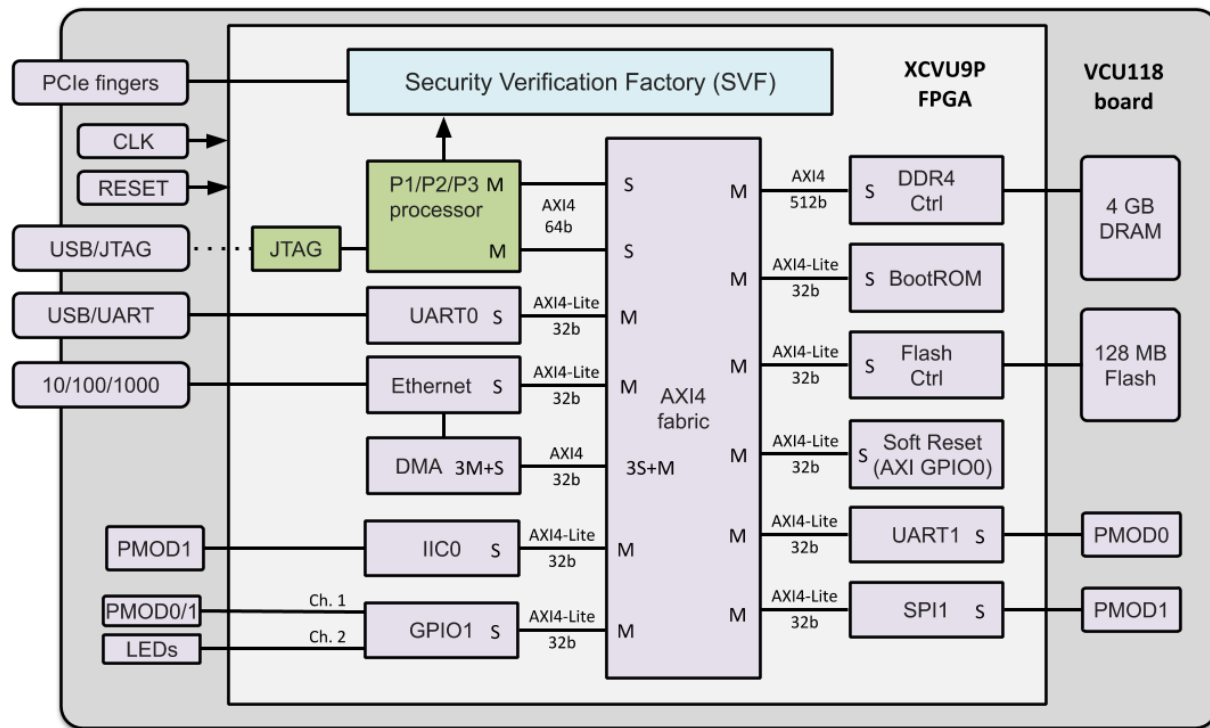 PCIe fingers
CLK
RESET
USB/JTAG
USB/UART
10/100/1000
PMOD1
PMOD0/1
LEDs
Security Verification Factory (SVF)
XCVU9P
FPGA
VCU118
board
P1/P2/P3 M
processor
M
JTAG
AXI4
64b
UART0 S
AXI4-Lite
32b
Ethernet S
AXI4-Lite
32b
DMA 3M+S
AXI4
32b
IIC0 S
AXI4-Lite
32b
Ch. 1
Ch. 2
GPIO1 S
AXI4-Lite
32b
S
S
M
M
3S+M
M
M
AXI4
fabric
M
M
M
M
M
M
AXI4
512b
S DDR4
Ctrl
4 GB
DRAM
AXI4-Lite
32b
S BootROM
AXI4-Lite
32b
S Flash
Ctrl
128 MB
Flash
AXI4-Lite
32b
S Soft Reset
(AXI GPIO0)
AXI4-Lite
32b
UART1 S
PMOD0
AXI4-Lite
32b
SPI1 S
PMOD1